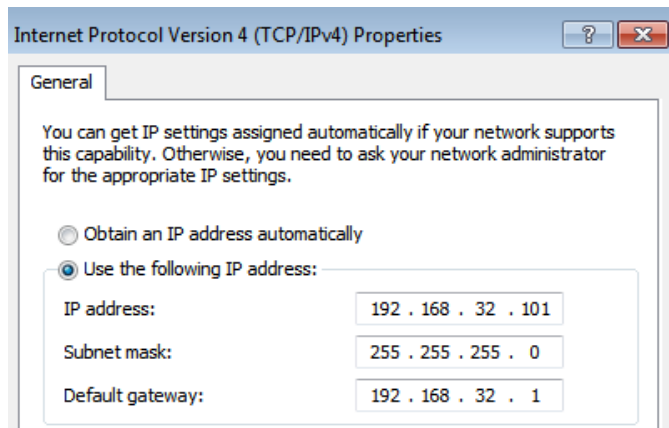 Internet Protocol Version 4 (TCP/IPv4) Properties
General
You can get IP settings assigned automatically if your network supports
this capability. Otherwise, you need to ask your network administrator
for the appropriate IP settings.
Obtain an IP address automatically
Use the following IP address:
IP address: 192 . 168 . 32 . 101
Subnet mask: 255 . 255 . 255 . 0
Default gateway: 192 . 168 . 32 . 1